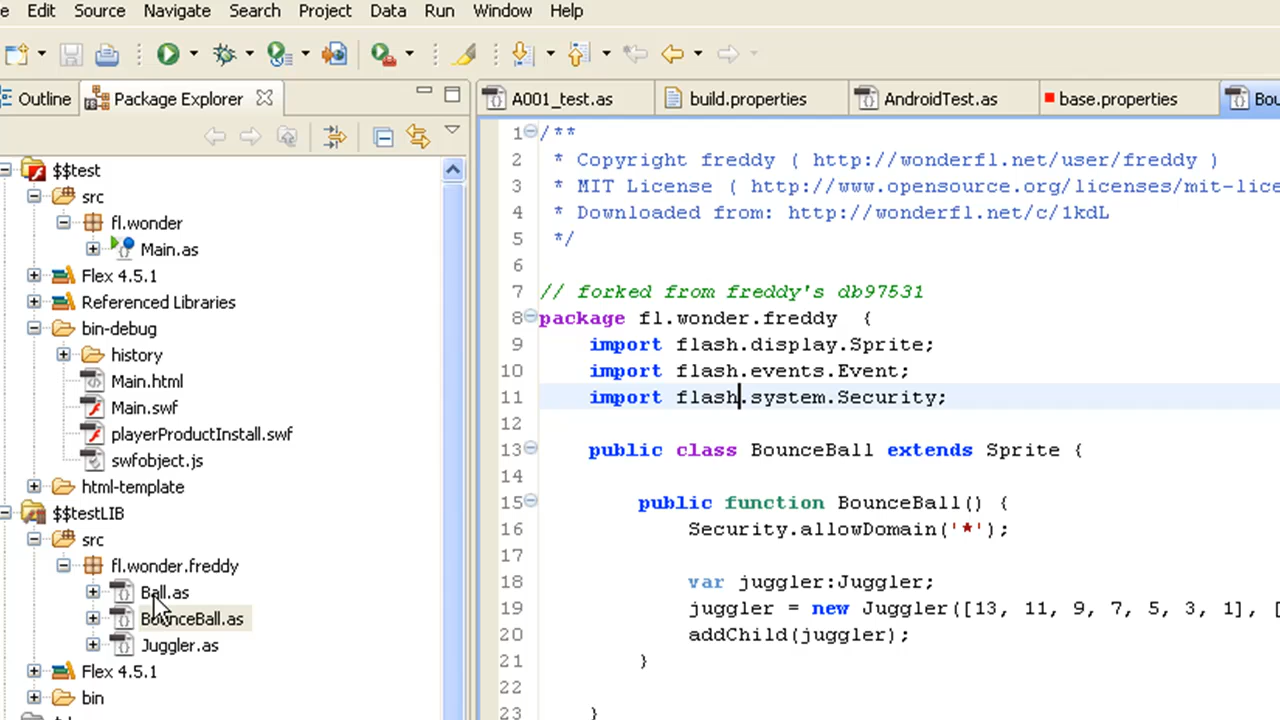 Edit Source Navigate Search Project Data Run Window Help
Outline Package Explorer
A001_test.as build.properties AndroidTest.as base.properties
$$test
src
fl.wonder
Main.as
Flex 4.5.1
Referenced Libraries
bin-debug
history
Main.html
Main.swf
playerProductInstall.swf
swfobject.js
html-template
$$testLIB
src
fl.wonder.freddy
Ball.as
BounceBall.as
Juggler.as
Flex 4.5.1
bin
1 /**
2 * Copyright freddy ( http://wonderfl.net/user/freddy )
3 * MIT License ( http://www.opensource.org/licenses/mit-lice
4 * Downloaded from: http://wonderfl.net/c/1kdL
5 */
6
7 // forked from freddy's db97531
8 package fl.wonder.freddy {
9 import flash.display.Sprite;
10 import flash.events.Event;
11 import flash.system.Security;
12
13 public class BounceBall extends Sprite {
14
15 public function BounceBall() {
16 Security.allowDomain('*');
17
18 var juggler:Juggler;
19 juggler = new Juggler([13, 11, 9, 7, 5, 3, 1], [
20 addChild(juggler);
21 }
22
23 }